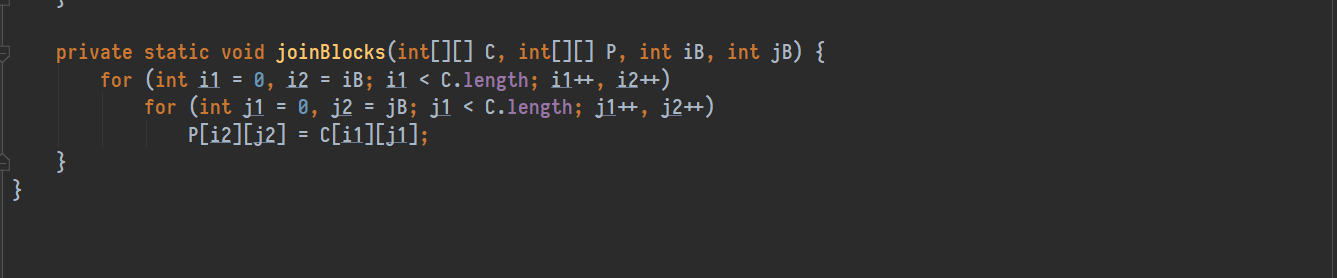 }
private static void joinBlocks(int[][] C, int[][] P, int iB, int jB) {
for (int i1 = 0, i2 = iB; i1 < C.length; i1++, i2++)
for (int j1 = 0, j2 = jB; j1 < C.length; j1++, j2++)
P[i2][j2] = C[i1][j1];
}
}